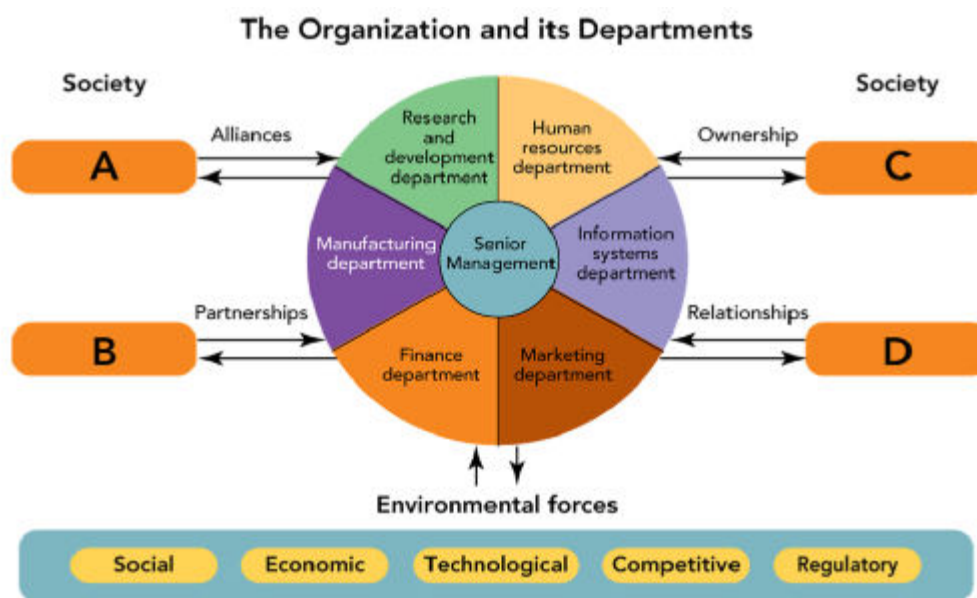 The Organization and its Departments
Society
Society
Alliances
Ownership
A
C
Research
and
development
department
Human
resources
department
Manufacturing
department
Senior
Management
Information
systems
department
Partnerships
Relationships
B
D
Finance
department
Marketing
department
Environmental forces
Social
Economic
Technological
Competitive
Regulatory